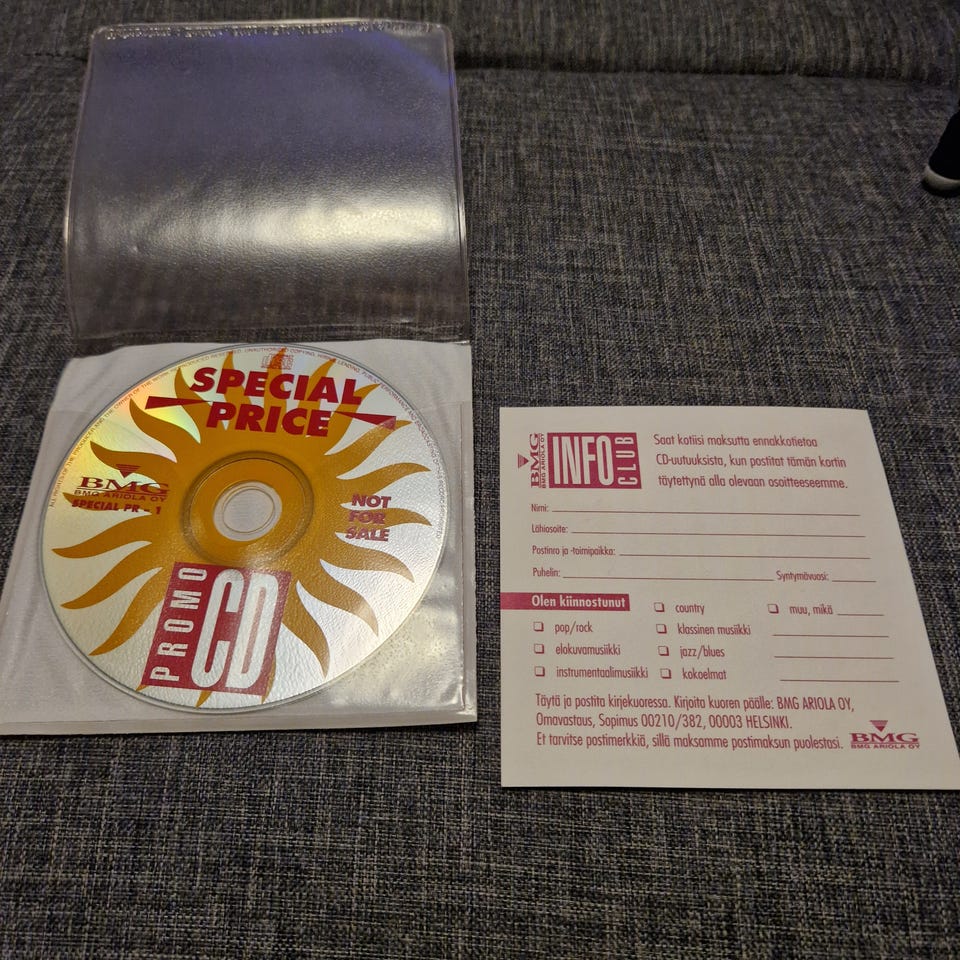 SPECIAL
PRICE
BMG
BMG ARIOLA OY
SPECIAL PR - 1
NOT
FOR
SALE
PROMO
CD
BMG
BMG ARIOLA OY
INFO
CLUB
Saat kotiisi maksutta ennakkotietoa
CD-uutuuksista, kun postitat tämän kortin
täytettynä alla olevaan osoitteeseemme.
Nimi:
Lähiosoite:
Postinro ja -toimipaikka:
Puhelin: Syntymävuosi:
Olen kiinnostunut
pop/rock
elokuvamusiikki
instrumentaalimusiikki
country
klassinen musiikki
jazz/blues
kokoelmat
muu, mikä
Täytä ja postita kirjekuoressa. Kirjoita kuoren päälle: BMG ARIOLA OY,
Omavastaus, Sopimus 00210/382, 00003 HELSINKI.
Et tarvitse postimerkkiä, sillä maksamme postimaksun puolestasi.
BMG
BMG ARIOLA OY